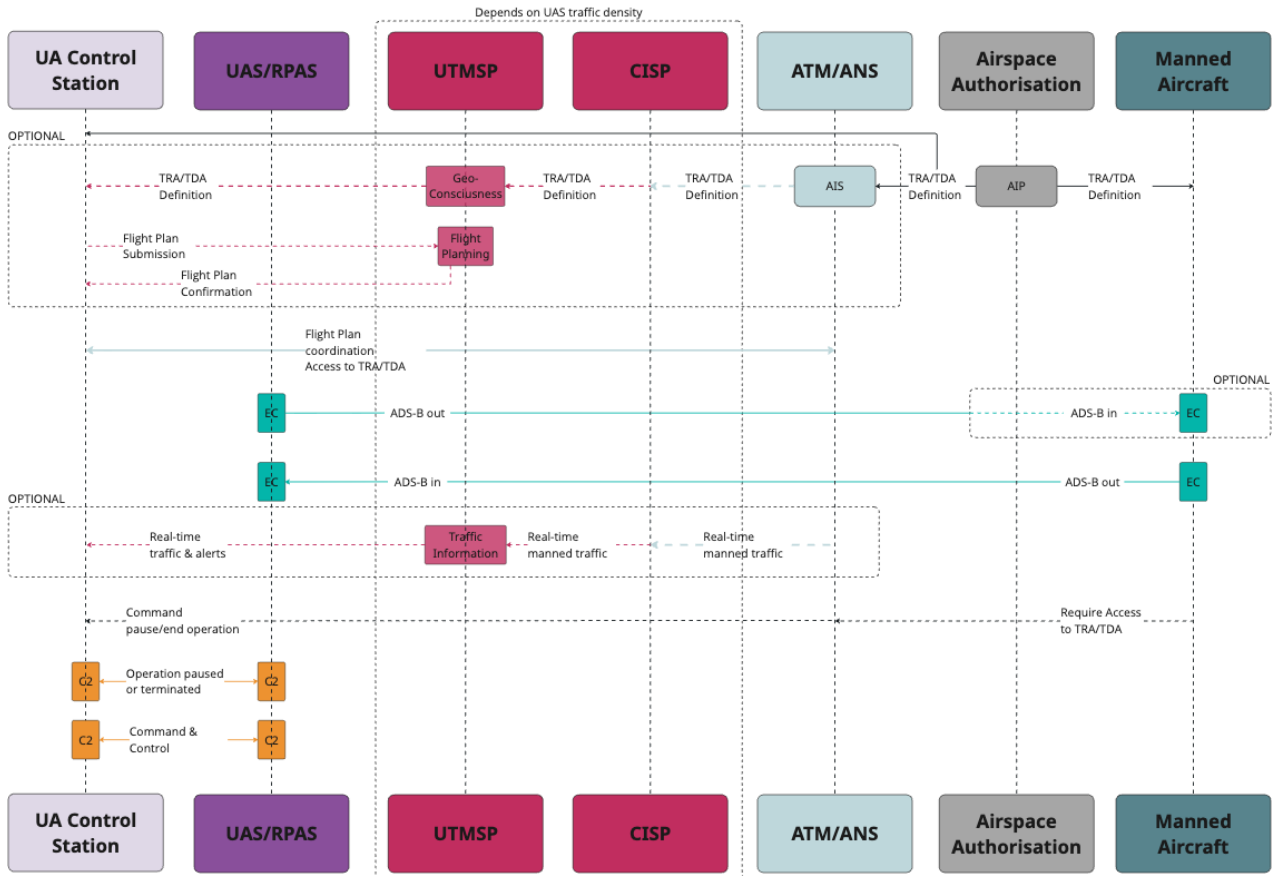 Depends on UAS traffic density
UA Control
Station
UAS/RPAS
UTMSP
CISP
ATM/ANS
Airspace
Authorisation
Manned
Aircraft
OPTIONAL
TRA/TDA
Definition
Geo-
Consciusness
TRA/TDA
Definition
TRA/TDA
Definition
AIS
TRA/TDA
Definition
AIP
TRA/TDA
Definition
Flight Plan
Submission
Flight
Planning
Flight Plan
Confirmation
Flight Plan
coordination
Access to TRA/TDA
OPTIONAL
EC
ADS-B out
ADS-B in
EC
EC
ADS-B in
ADS-B out
EC
OPTIONAL
Real-time
traffic & alerts
Traffic
Information
Real-time
manned traffic
Real-time
manned traffic
Command
pause/end operation
Require Access
to TRA/TDA
C2
Operation paused
or terminated
C2
C2
Command &
Control
C2
UA Control
Station
UAS/RPAS
UTMSP
CISP
ATM/ANS
Airspace
Authorisation
Manned
Aircraft